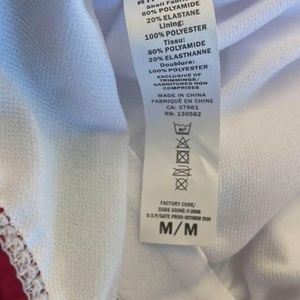 Shell Fabric:
80% POLYAMIDE
20% ELASTANE
Lining:
100% POLYESTER
Tissu:
80% POLYAMIDE
20% ELASTHANNE
Doublure:
100% POLYESTER
EXCLUSIVE OF
TRIMMINGS/
GARNITURES NON
COMPRISES
MADE IN CHINA
FABRIQUÉ EN CHINE
CA: 37961
RN: 130582
FACTORY CODE/
CODE USINE:
D.O.P/DATE PROD: OCTOBER
M/M